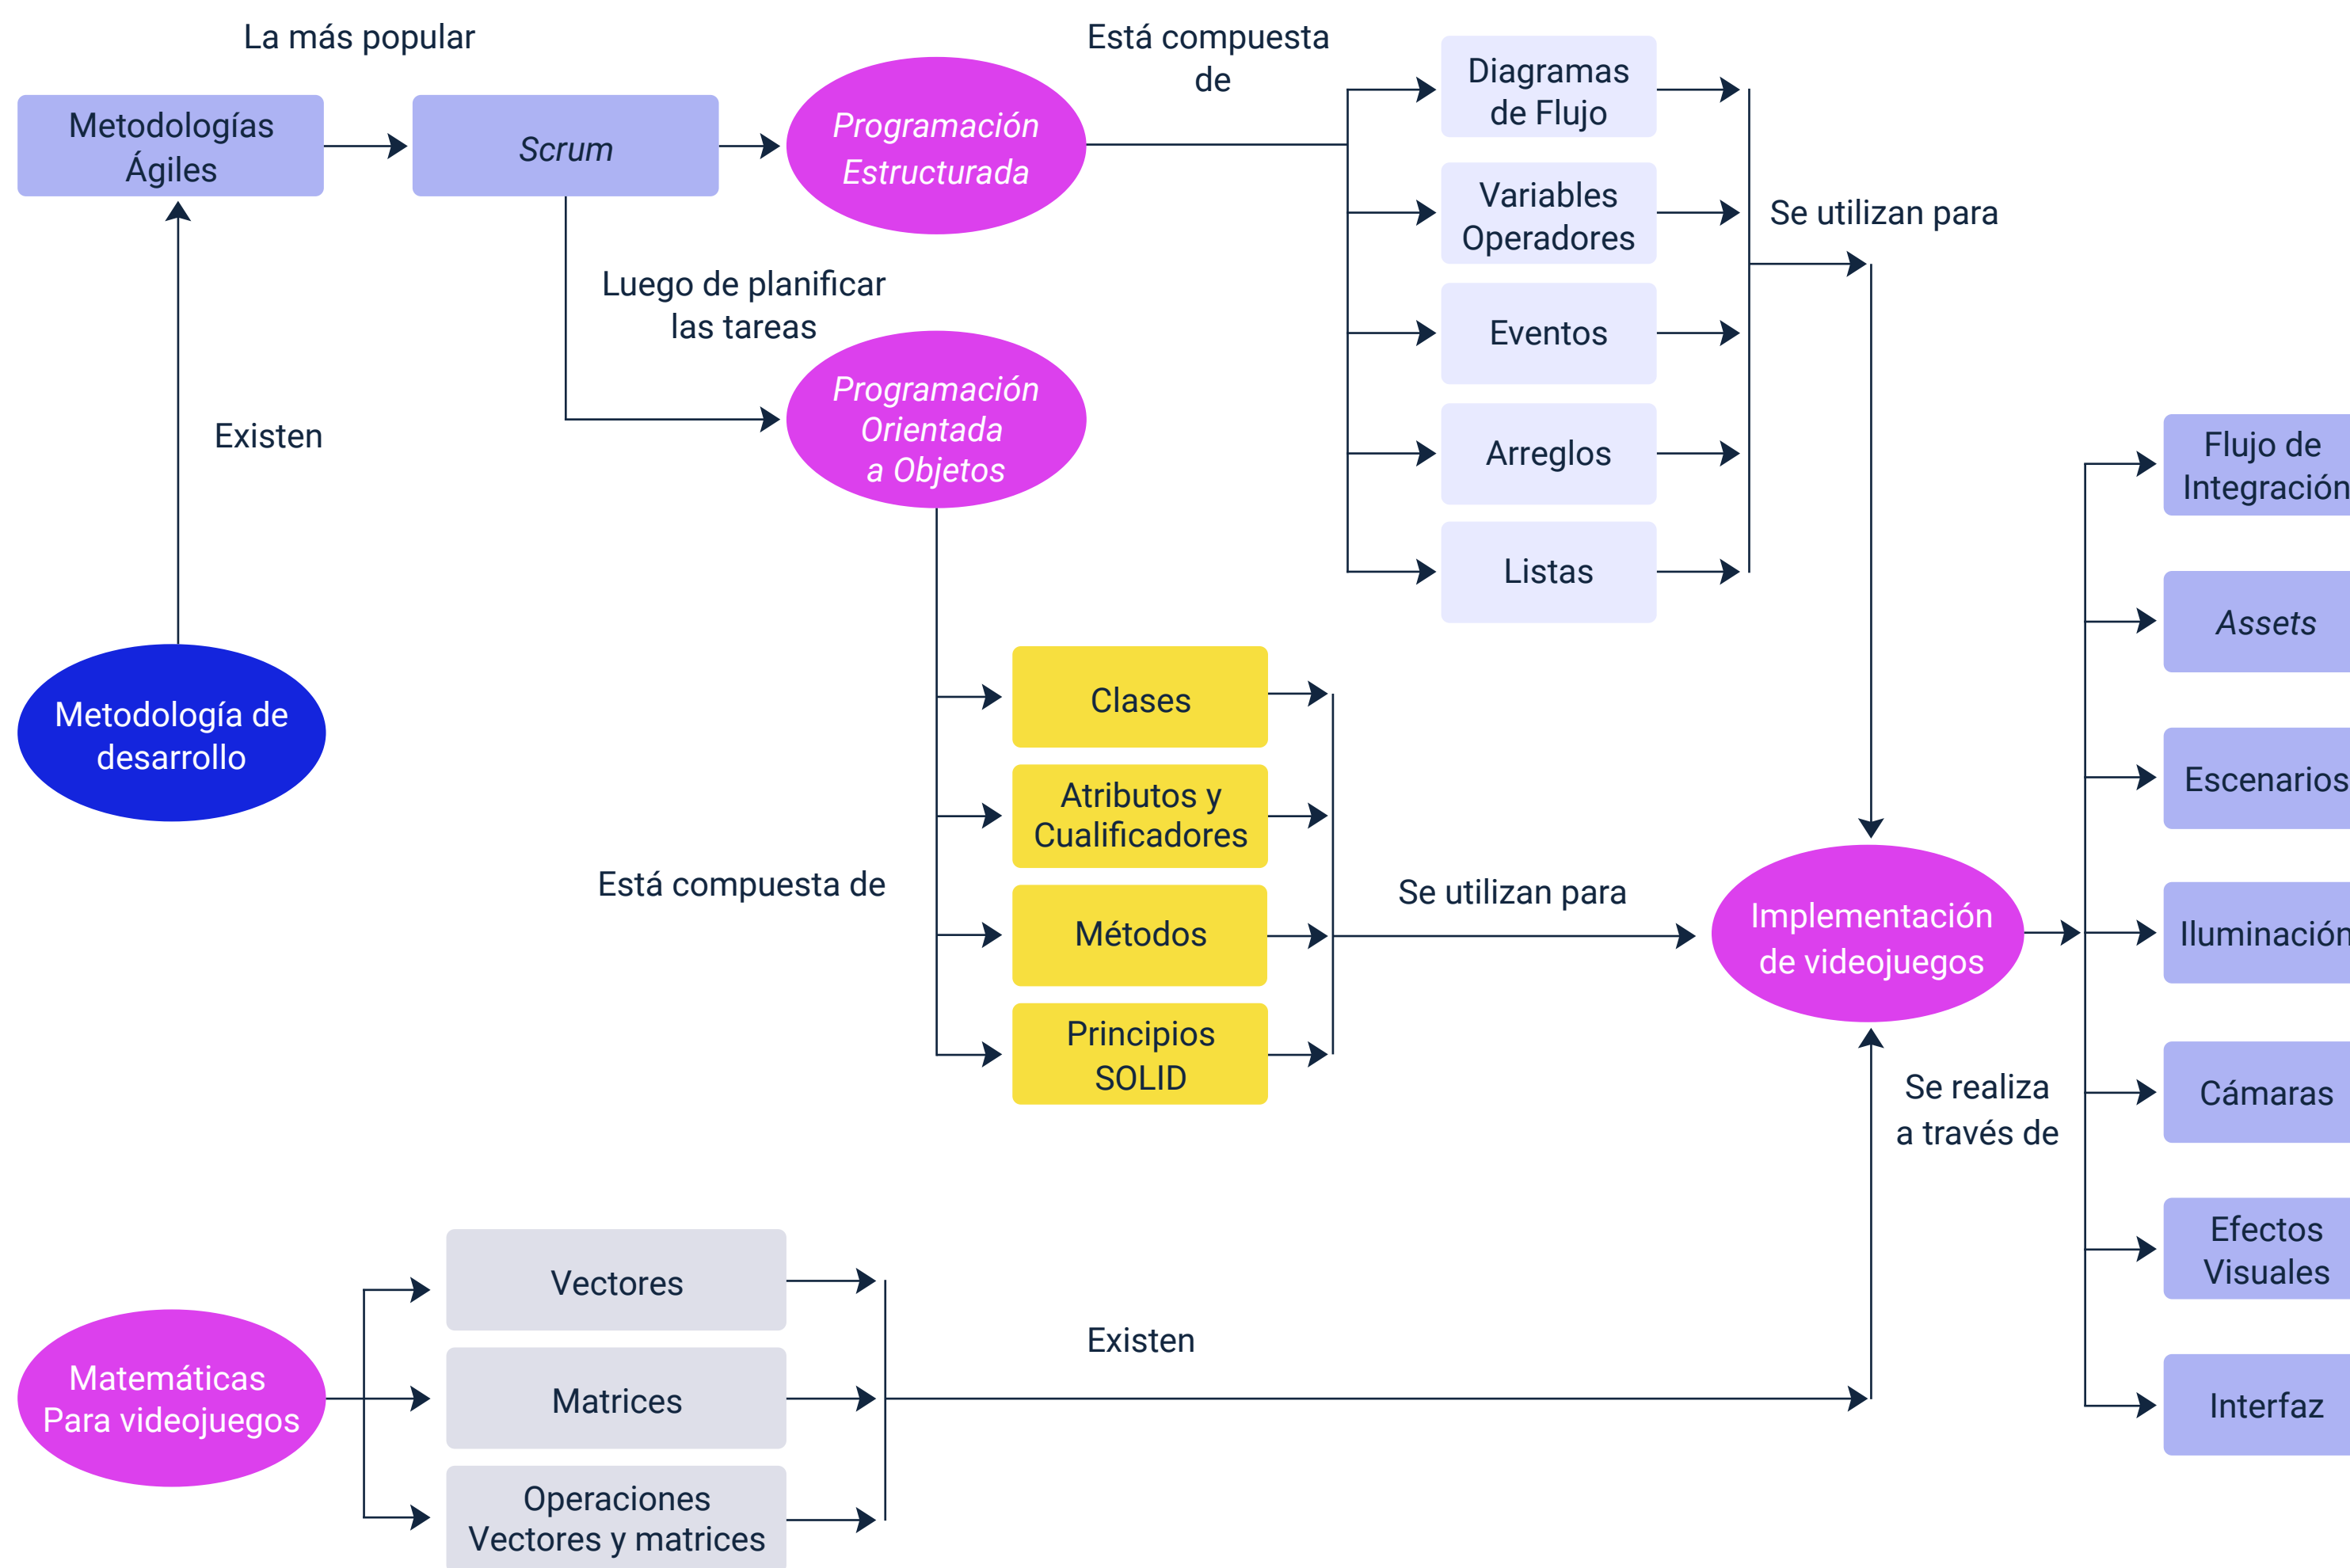 La más popular
Está compuesta
de
Metodologías
Ágiles
Scrum
Programación
Estructurada
Diagramas
de Flujo
Variables
Operadores
Eventos
Arreglos
Listas
Se utilizan para
Luego de planificar
las tareas
Programación
Orientada
a Objetos
Existen
Metodología de
desarrollo
Está compuesta de
Clases
Atributos y
Cualificadores
Métodos
Principios
SOLID
Se utilizan para
Implementación
de videojuegos
Se realiza
a través de
Flujo de
Integración
Assets
Escenarios
Iluminación
Cámaras
Efectos
Visuales
Interfaz
Matemáticas
Para videojuegos
Vectores
Matrices
Operaciones
Vectores y matrices
Existen